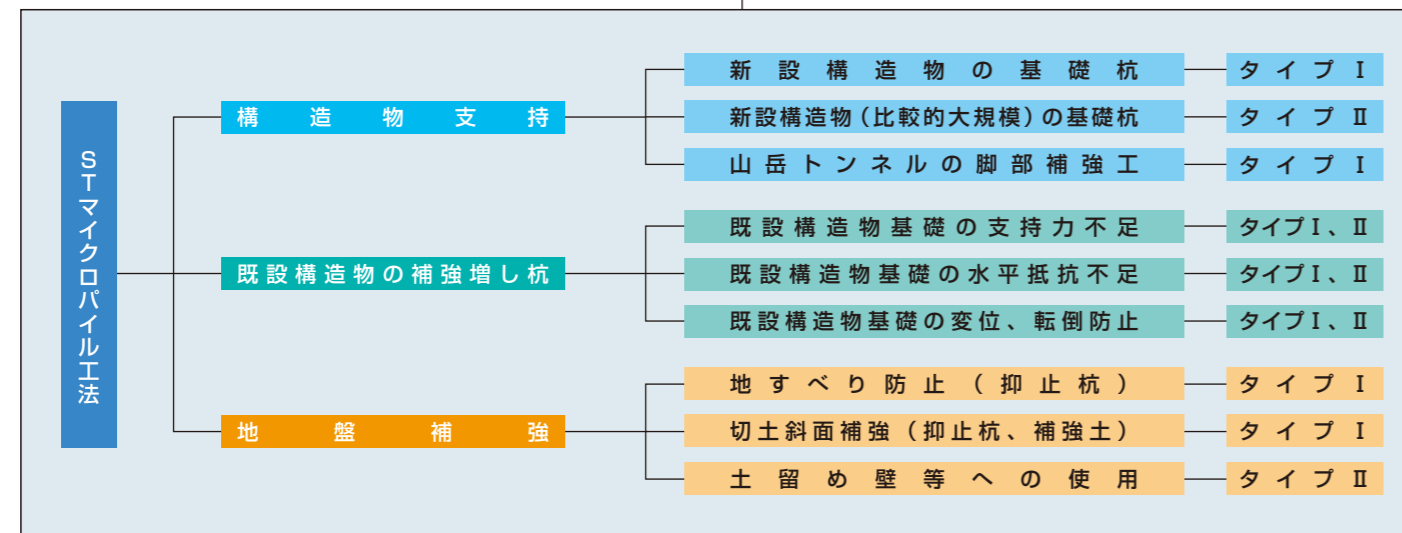 STマイクロパイル工法
構造物支持
新設構造物の基礎杭 タイプⅠ
新設構造物(比較的大規模)の基礎杭 タイプⅡ
山岳トンネルの脚部補強工 タイプⅠ
既設構造物の補強増し杭
既設構造物基礎の支持力不足 タイプⅠ、Ⅱ
既設構造物基礎の水平抵抗不足 タイプⅠ、Ⅱ
既設構造物基礎の変位、転倒防止 タイプⅠ、Ⅱ
地盤補強
地すべり防止(抑止杭) タイプⅠ
切土斜面補強(抑止杭、補強土) タイプⅠ
土留め壁等への使用 タイプⅡ